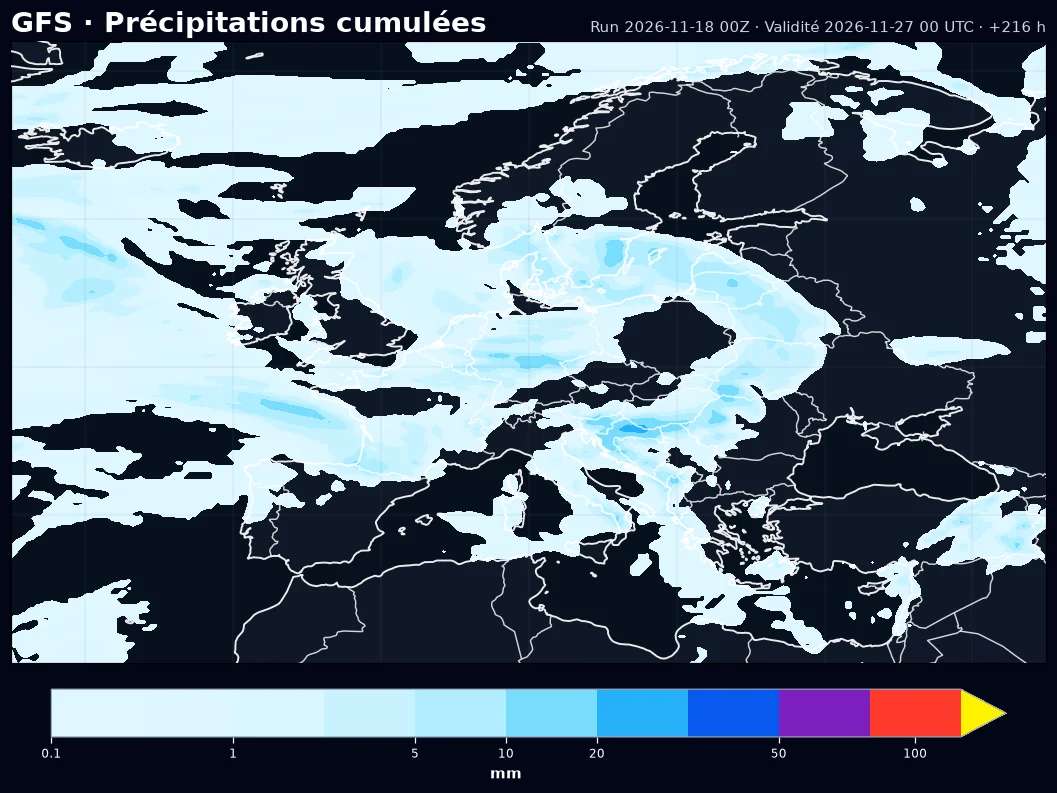 GFS · Précipitations cumulées
Run 2026-11-18 00Z · Validité 2026-11-27 00 UTC · +216 h
0.1 1 5 10 20 50 100
mm